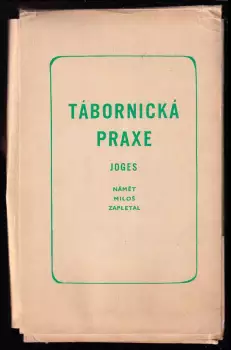 TÁBORNICKÁ
PRAXE
JOGES
NÁMĚT
MILOŠ
ZAPLETAL